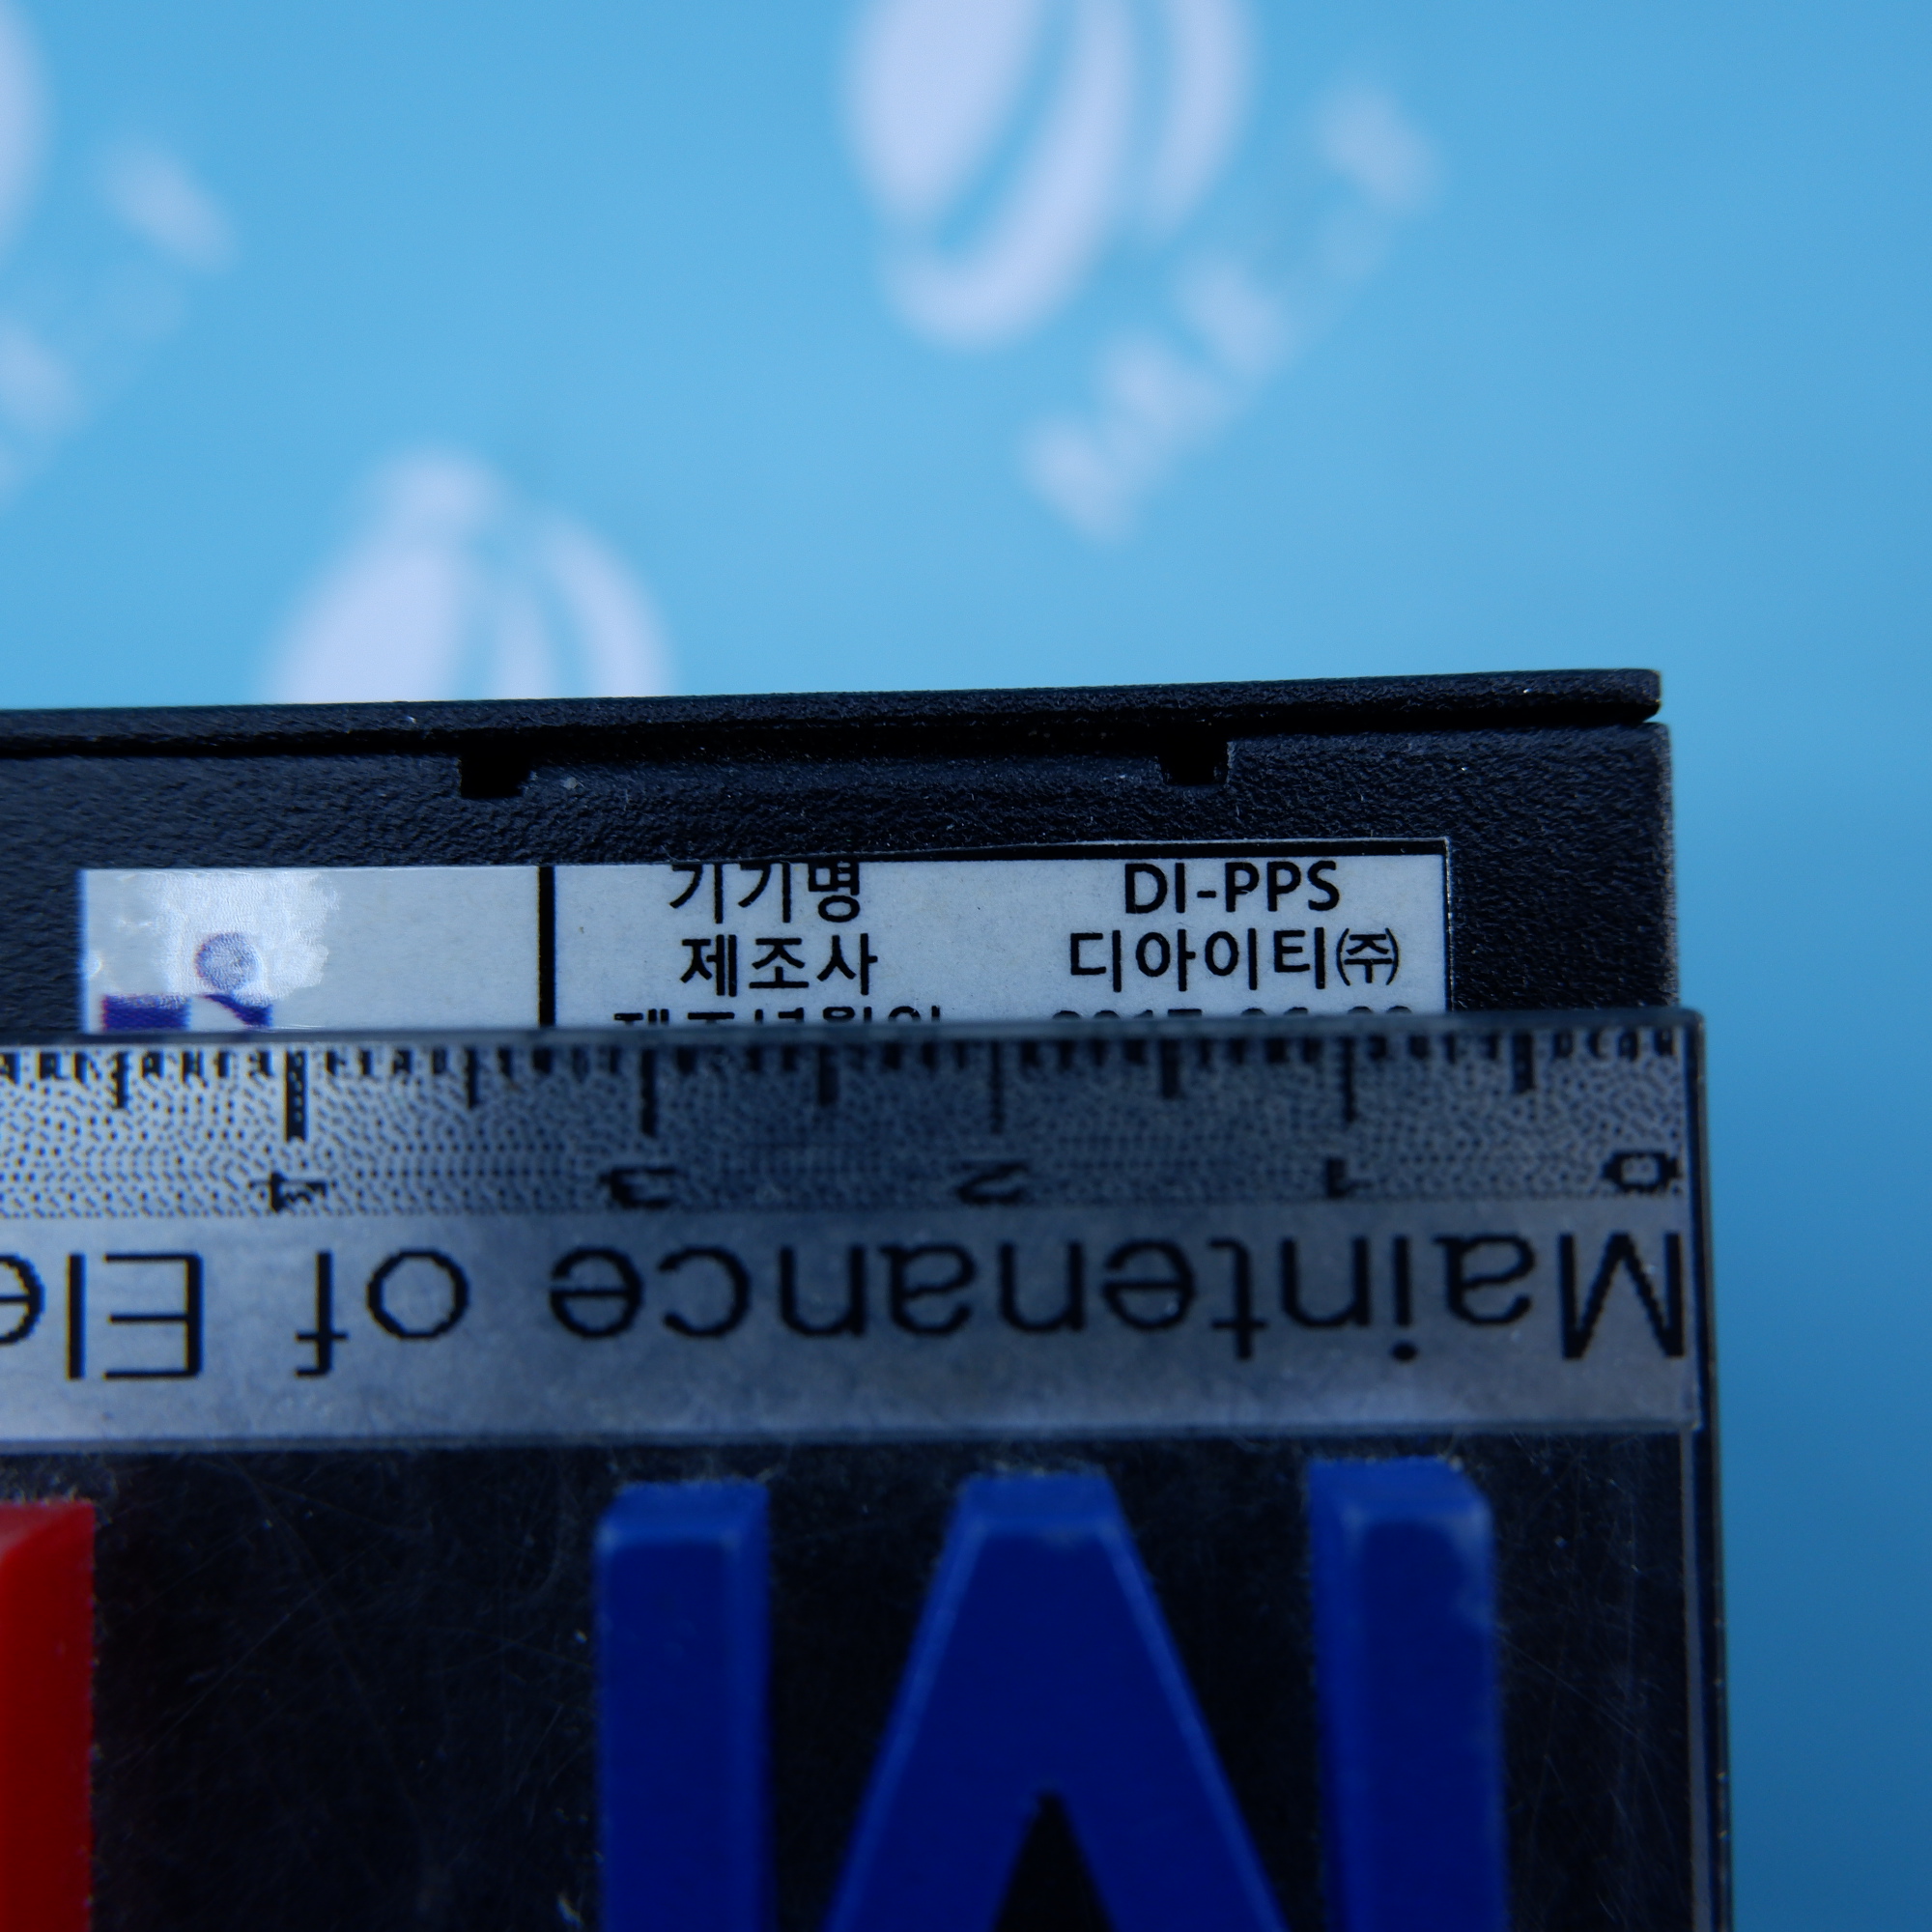 기기명 DI-PPS
제조사 디아이티㈜
4 3 2 1 0
Maintenance of Ele
M